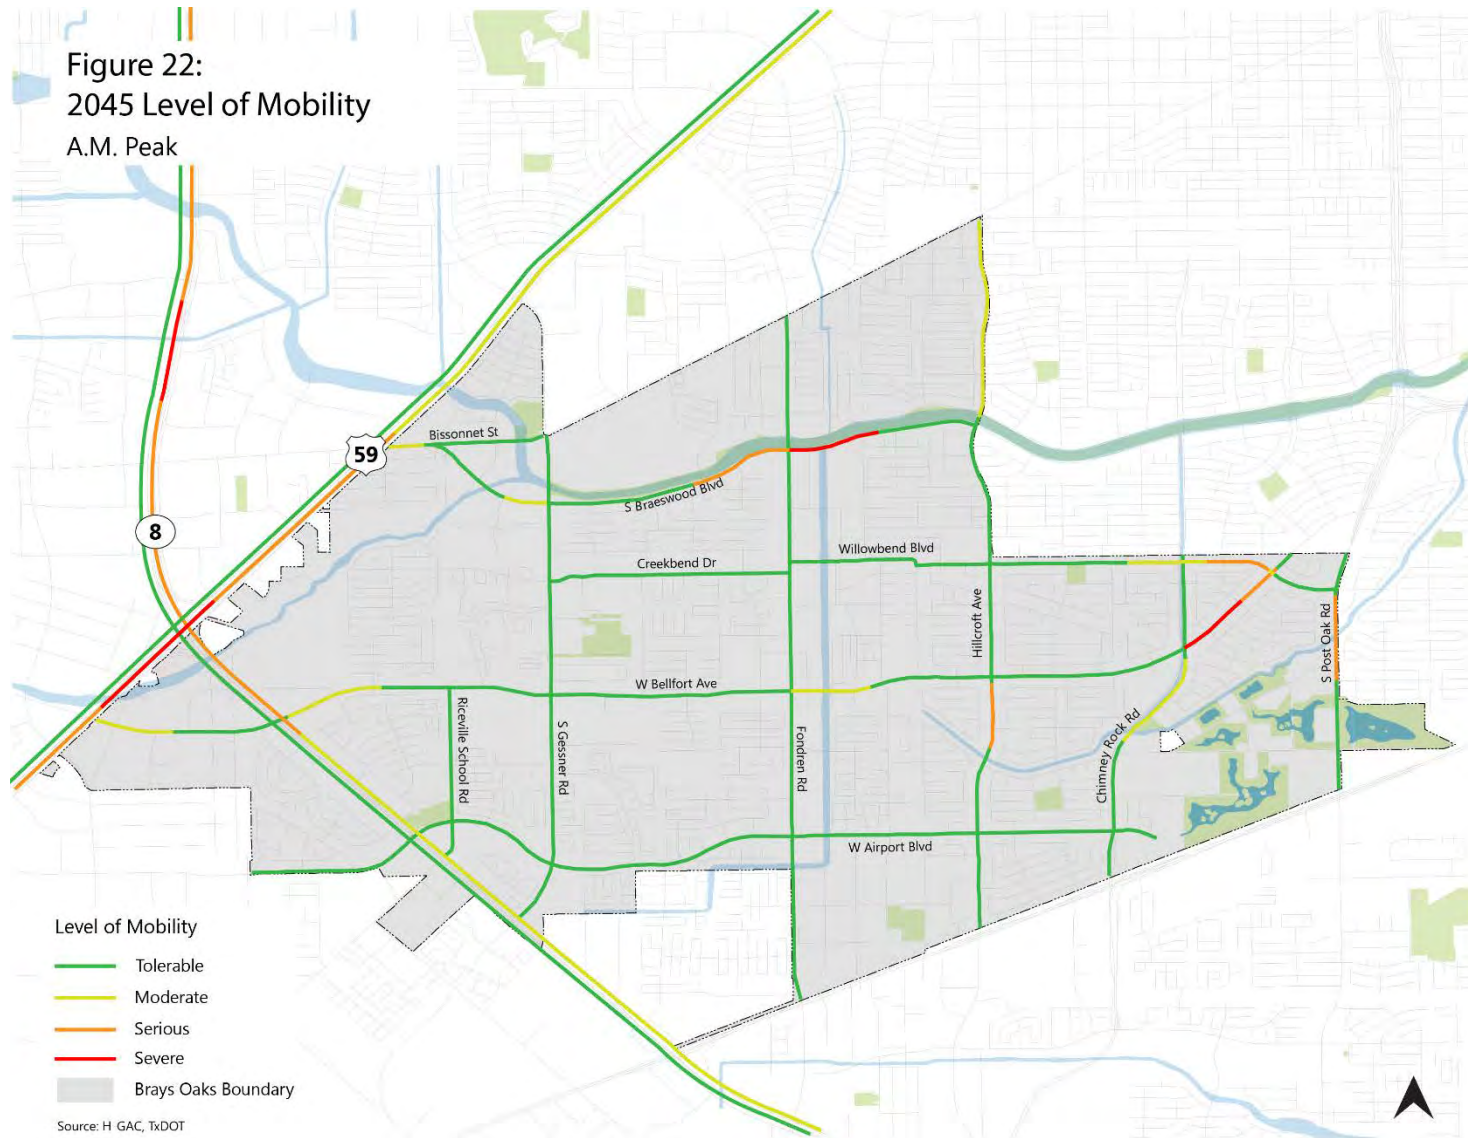 Figure 22:
2045 Level of Mobility
A.M. Peak
Bissonnet St
59
S Braeswood Blvd
8
Willowbend Blvd
Creekbend Dr
Hillcroft Ave
S Post Oak Rd
W Bellfort Ave
Riceville School Rd
S Gessner Rd
Fondren Rd
Chimney Rock Rd
W Airport Blvd
Level of Mobility
Tolerable
Moderate
Serious
Severe
Brays Oaks Boundary
Source: H GAC, TxDOT